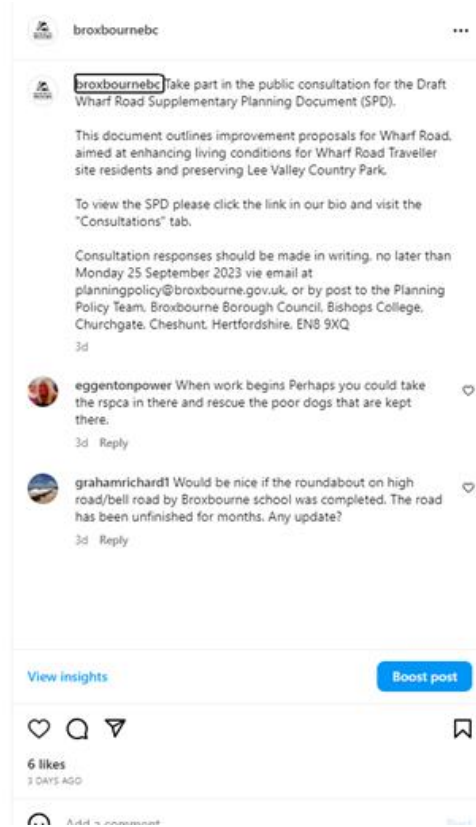 broxbournebc
broxbournebc Take part in the public consultation for the Draft
Wharf Road Supplementary Planning Document (SPD).
This document outlines improvement proposals for Wharf Road,
aimed at enhancing living conditions for Wharf Road Traveller
site residents and preserving Lee Valley Country Park.
To view the SPD please click the link in our bio and visit the
"Consultations" tab.
Consultation responses should be made in writing, no later than
Monday 25 September 2023 vie email at
planningpolicy@broxbourne.gov.uk, or by post to the Planning
Policy Team, Broxbourne Borough Council, Bishops College,
Churchgate, Cheshunt, Hertfordshire, EN8 9XQ
3d
eggentonpower When work begins Perhaps you could take
the rspca in there and rescue the poor dogs that are kept
there.
3d Reply
grahamrichard1 Would be nice if the roundabout on high
road/bell road by Broxbourne school was completed. The road
has been unfinished for months. Any update?
3d Reply
View insights
Boost post
6 likes
3 DAYS AGO
Add a comment
Post